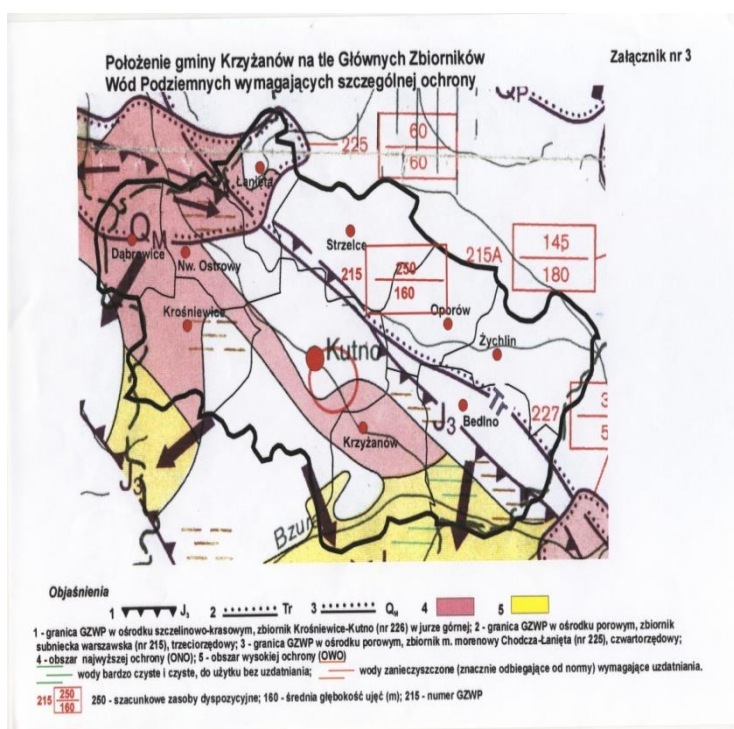 Położenie gminy Krzyżanów na tle Głównych Zbiorników
Wód Podziemnych wymagających szczególnej ochrony
Załącznik nr 3
QP
60
60
225
Łanięta
QM
Dąbrowice
Nw. Ostrowy
Strzelce
215
250
160
215A
145
180
Krośniewice
Oporów
Żychlin
Kutno
Tr
227
3
5
J3
Bedlno
Krzyżanów
J3
Bzura
Objaśnienia
1 J3 2 Tr 3 QM 4 5
1 - granica GZWP w ośrodku szczelinowo-krasowym, zbiornik Krośniewice-Kutno (nr 226) w jurze górnej; 2 - granica GZWP w ośrodku porowym, zbiornik
subniecka warszawska (nr 215), trzeciorzędowy; 3 - granica GZWP w ośrodku porowym, zbiornik m. morenowy Chodcza-Łanięta (nr 225), czwartorzędowy;
4 - obszar najwyższej ochrony (ONO); 5 - obszar wysokiej ochrony (OWO)
wody bardzo czyste i czyste, do użytku bez uzdatniania; wody zanieczyszczone (znacznie odbiegające od normy) wymagające uzdatniania.
215 250 160 250 - szacunkowe zasoby dyspozycyjne; 160 - średnia głębokość ujęć (m); 215 - numer GZWP